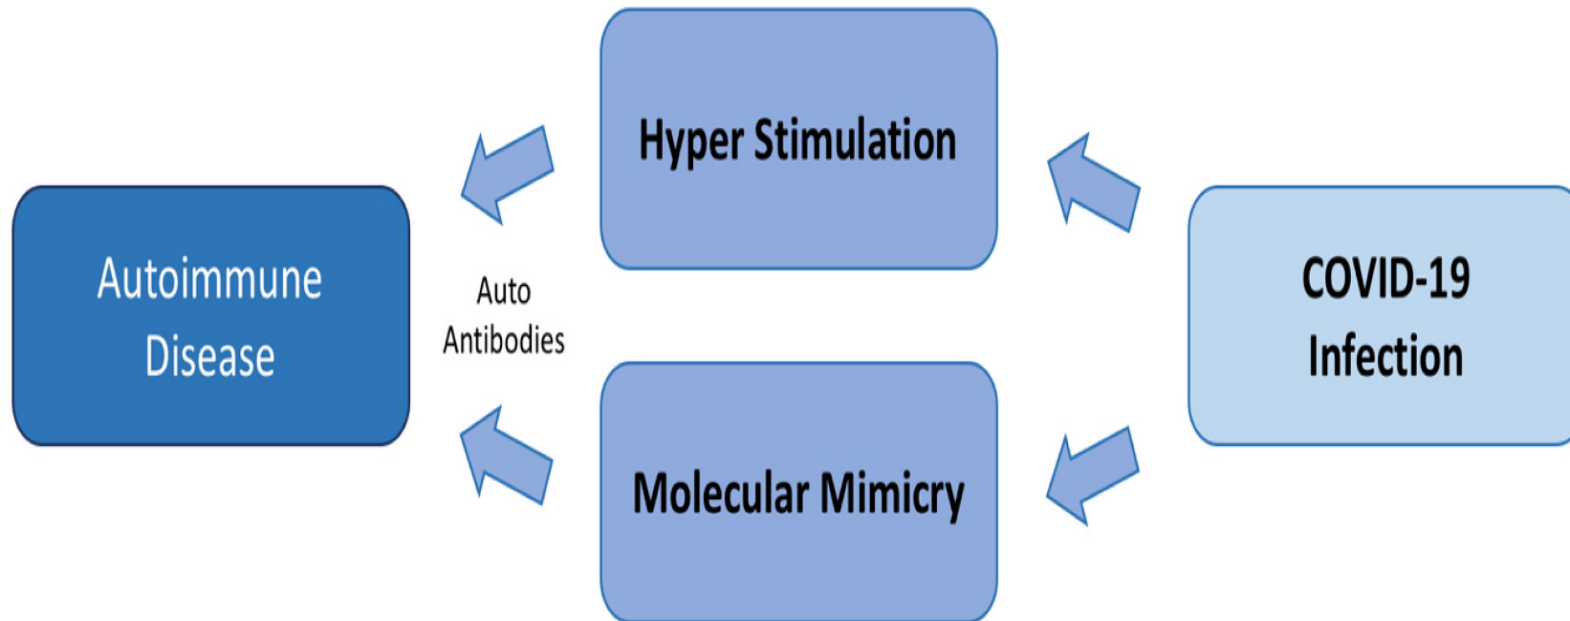 Hyper Stimulation
Autoimmune
Disease
Auto
Antibodies
COVID-19
Infection
Molecular Mimicry